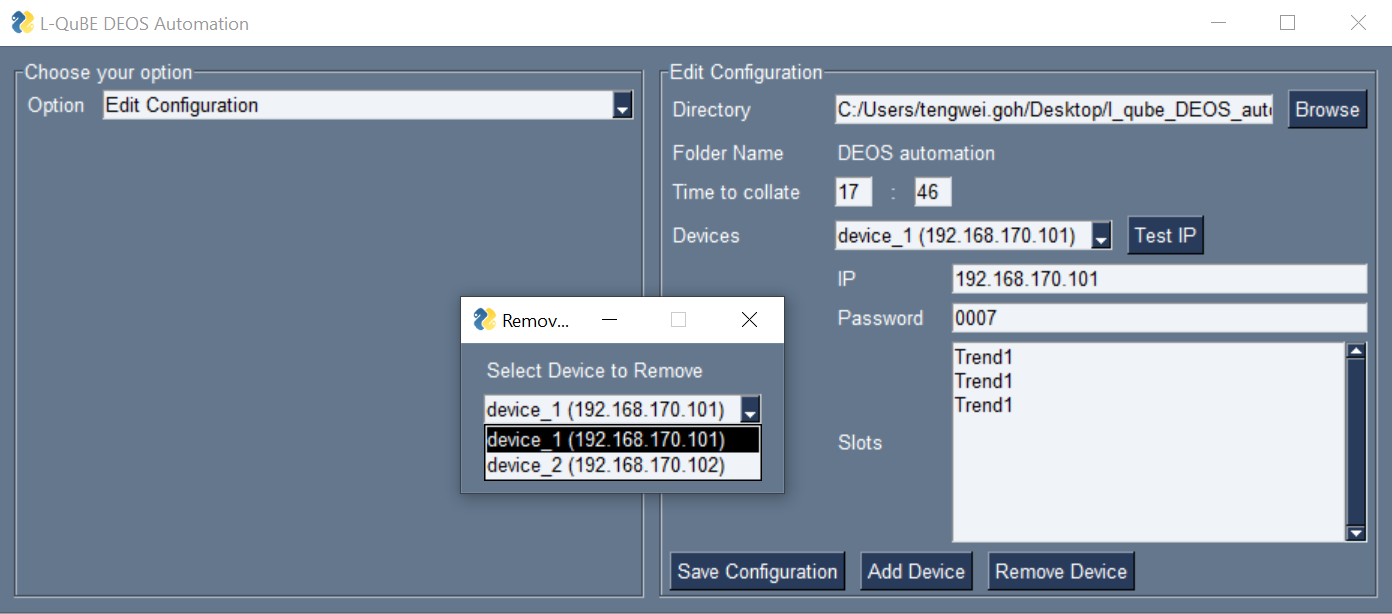 L-QuBE DEOS Automation
Choose your option
Option Edit Configuration
Edit Configuration
Directory C:/Users/tengwei.goh/Desktop/l_qube_DEOS_auto Browse
Folder Name DEOS automation
Time to collate 17 : 46
Devices device_1 (192.168.170.101) Test IP
IP 192.168.170.101
Password 0007
Slots
Trend1
Trend1
Trend1
Save Configuration Add Device Remove Device
Remov...
Select Device to Remove
device_1 (192.168.170.101)
device_1 (192.168.170.101)
device_2 (192.168.170.102)